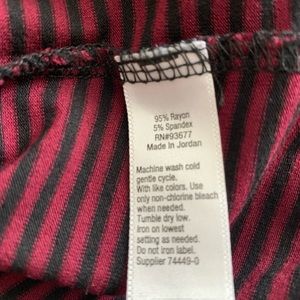 95% Rayon
5% Spandex
RN#93677
Made In Jordan
Machine wash cold
gentle cycle.
With like colors. Use
only non-chlorine bleach
when needed.
Tumble dry low.
Iron on lowest
setting as needed.
Do not iron label.
Supplier 74449-0